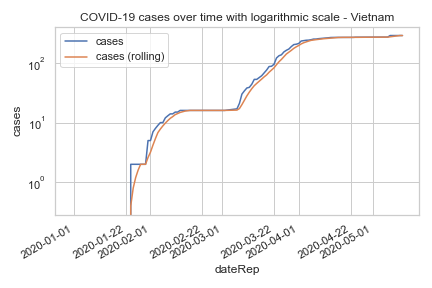 COVID-19 cases over time with logarithmic scale - Vietnam
cases
cases (rolling)
10²
10¹
10⁰
cases
2020-01-01
2020-01-22
2020-02-01
2020-02-22
2020-03-01
2020-03-22
2020-04-01
2020-04-22
2020-05-01
dateRep